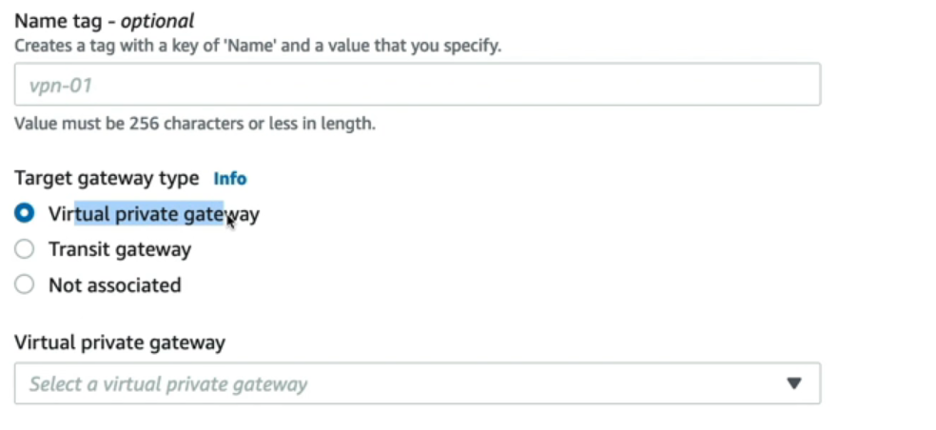 Name tag - optional
Creates a tag with a key of 'Name' and a value that you specify.
vpn-01
Value must be 256 characters or less in length.
Target gateway type Info
Virtual private gateway
Transit gateway
Not associated
Virtual private gateway
Select a virtual private gateway